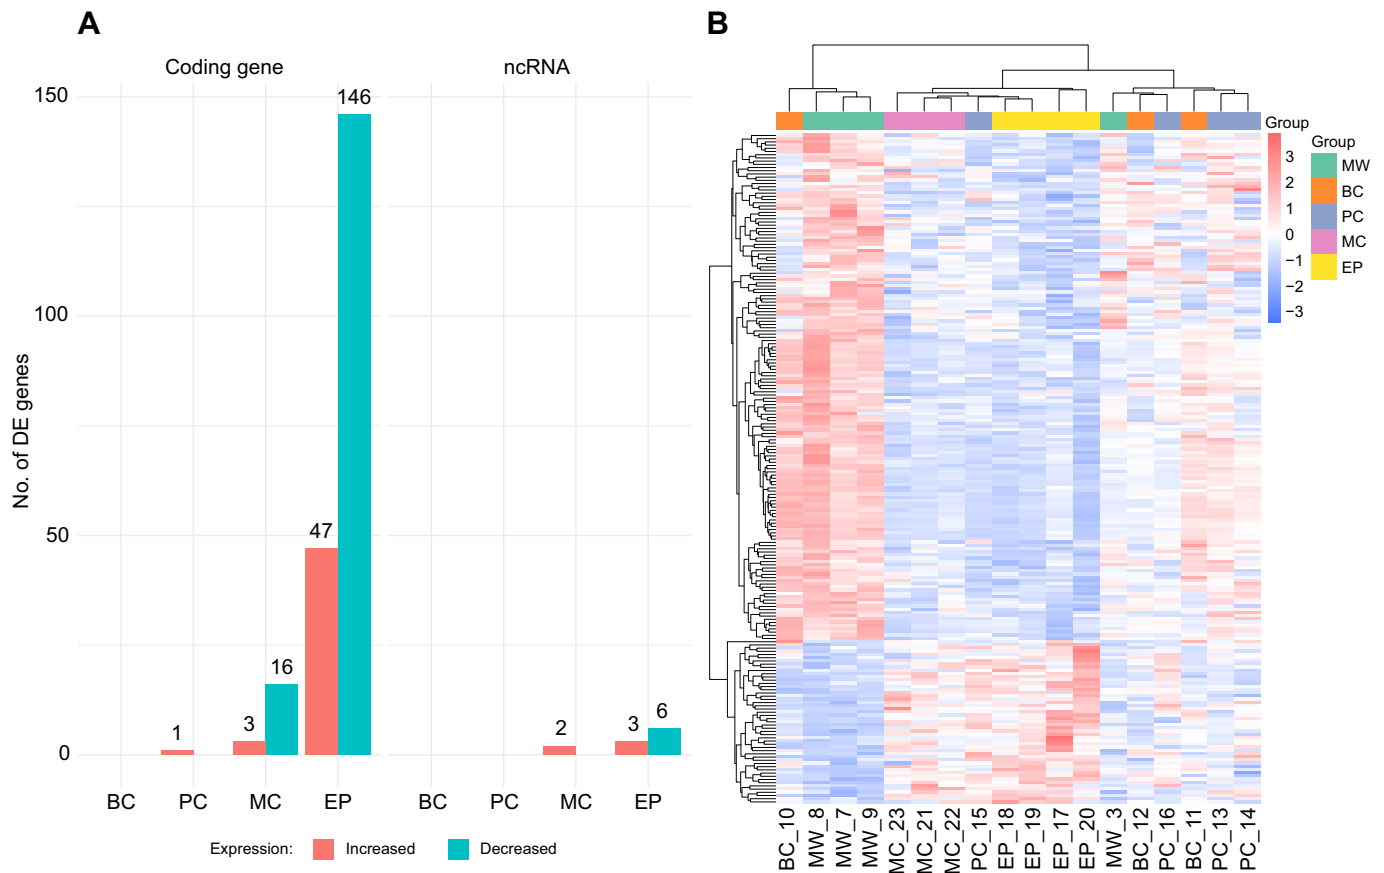 A
Coding gene
ncRNA
No. of DE genes
150
100
50
0
146
47
16
3
1
2
3
6
BC
PC
MC
EP
BC
PC
MC
EP
Expression:
Increased
Decreased
B
Group
3
2
1
0
−1
−2
−3
Group
MW
BC
PC
MC
EP
BC_10
MW_8
MW_7
MW_9
MC_23
MC_21
MC_22
PC_15
EP_18
EP_19
EP_17
EP_20
MW_3
BC_12
PC_16
BC_11
PC_13
PC_14